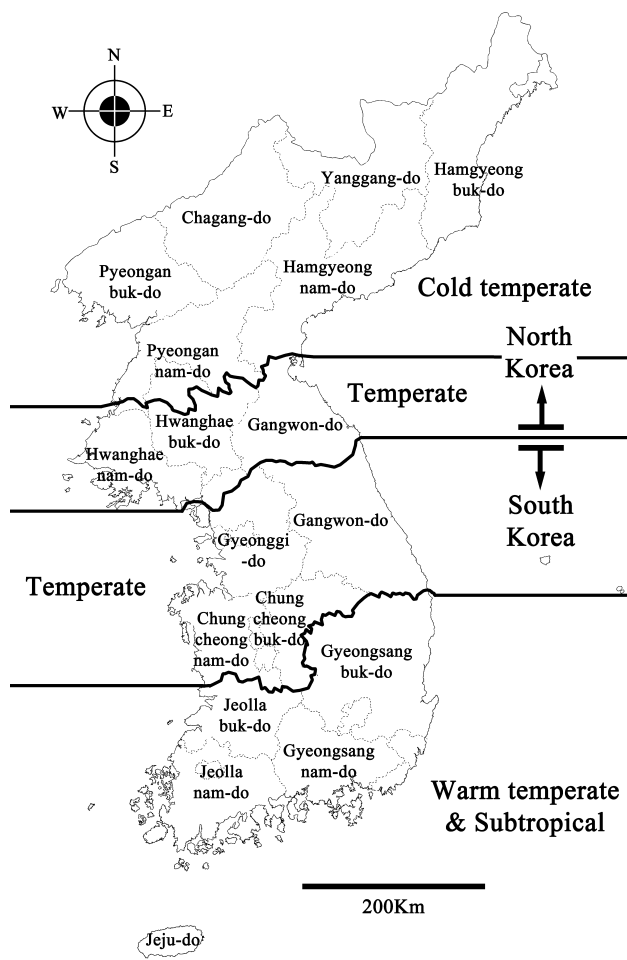 N
W
E
S
Yanggang-do
Hamgyeong
buk-do
Chagang-do
Pyeongan
buk-do
Hamgyeong
nam-do
Cold temperate
North
Korea
Pyeongan
nam-do
Temperate
Hwanghae
buk-do
Gangwon-do
Hwanghae
nam-do
South
Korea
Gangwon-do
Gyeonggi
-do
Temperate
Chung
cheong
buk-do
Chung
cheong
nam-do
Gyeongsang
buk-do
Jeolla
buk-do
Gyeongsang
nam-do
Jeolla
nam-do
Warm temperate
& Subtropical
200Km
Jeju-do